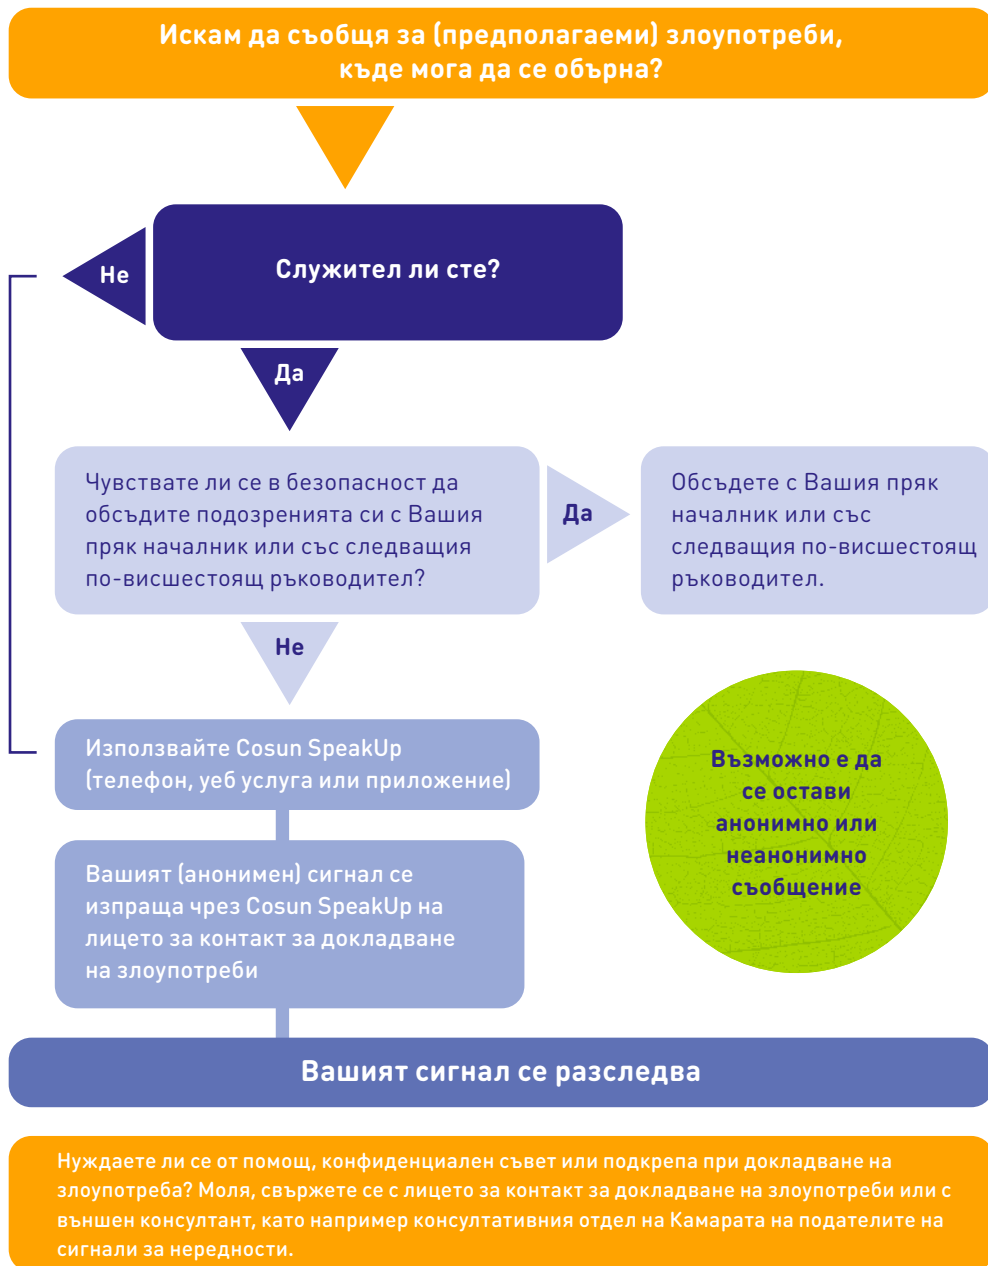 Искам да съобщя за (предполагаеми) злоупотреби,
къде мога да се обърна?
Служител ли сте?
Не
Да
Чувствате ли се в безопасност да
обсъдите подозренията си с Вашия
пряк началник или със следващия
по-висшестоящ ръководител?
Да
Обсъдете с Вашия пряк
началник или със
следващия по-висшестоящ
ръководител.
Не
Използвайте Cosun SpeakUp
(телефон, уеб услуга или приложение)
Възможно е да
се остави
анонимно или
неанонимно
съобщение
Вашият (анонимен) сигнал се
изпраща чрез Cosun SpeakUp на
лицето за контакт за докладване
на злоупотреби
Вашият сигнал се разследва
Нуждаете ли се от помощ, конфиденциален съвет или подкрепа при докладване на
злоупотреба? Моля, свържете се с лицето за контакт за докладване на злоупотреби или с
външен консултант, като например консултативния отдел на Камарата на подателите на
сигнали за нередности.